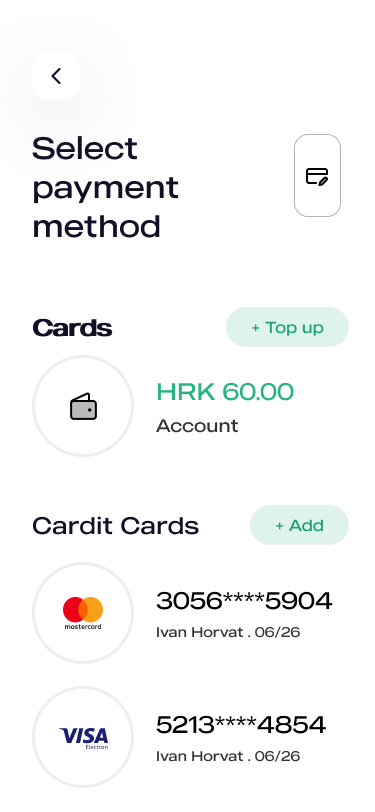 Select
payment
method
Cards
+ Top up
HRK 60.00
Account
Cardit Cards
+ Add
mastercard
3056****5904
Ivan Horvat . 06/26
VISA
Electron
5213****4854
Ivan Horvat . 06/26